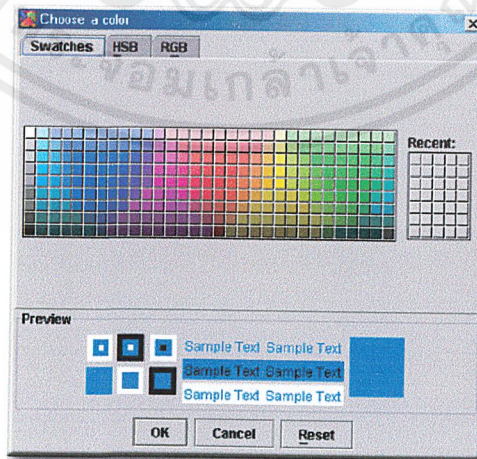 Choose a color
Swatches HSB RGB
Recent:
Preview
Sample Text Sample Text
Sample Text Sample Text
Sample Text Sample Text
OK Cancel Reset